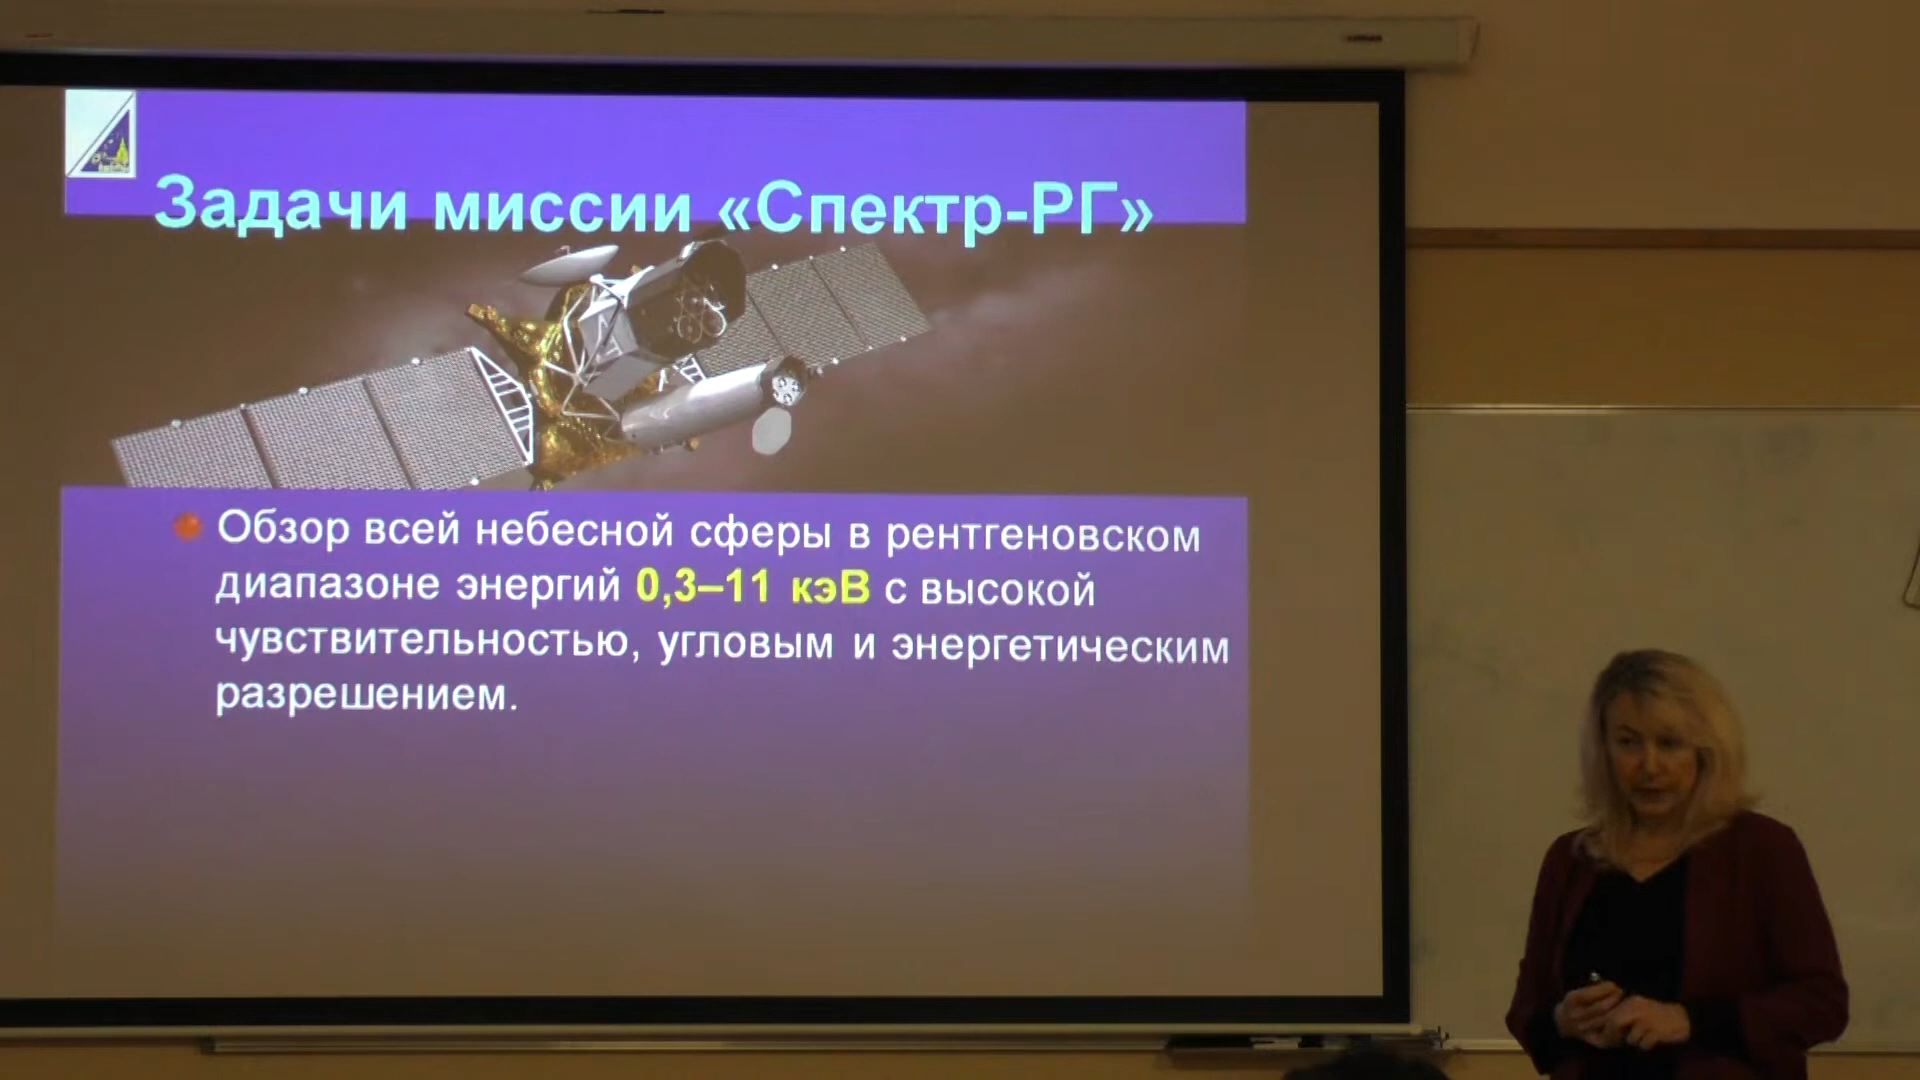 Задачи миссии «Спектр-РГ»
Обзор всей небесной сферы в рентгеновском
диапазоне энергий 0,3–11 кэВ с высокой
чувствительностью, угловым и энергетическим
разрешением.